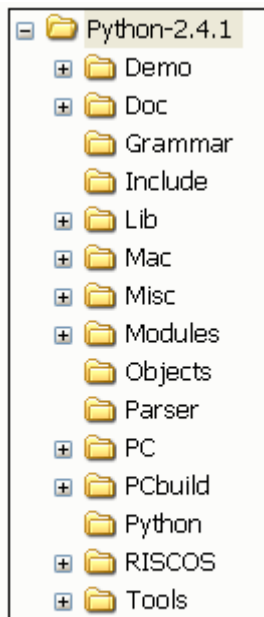 Python-2.4.1
Demo
Doc
Grammar
Include
Lib
Mac
Misc
Modules
Objects
Parser
PC
PCbuild
Python
RISCOS
Tools